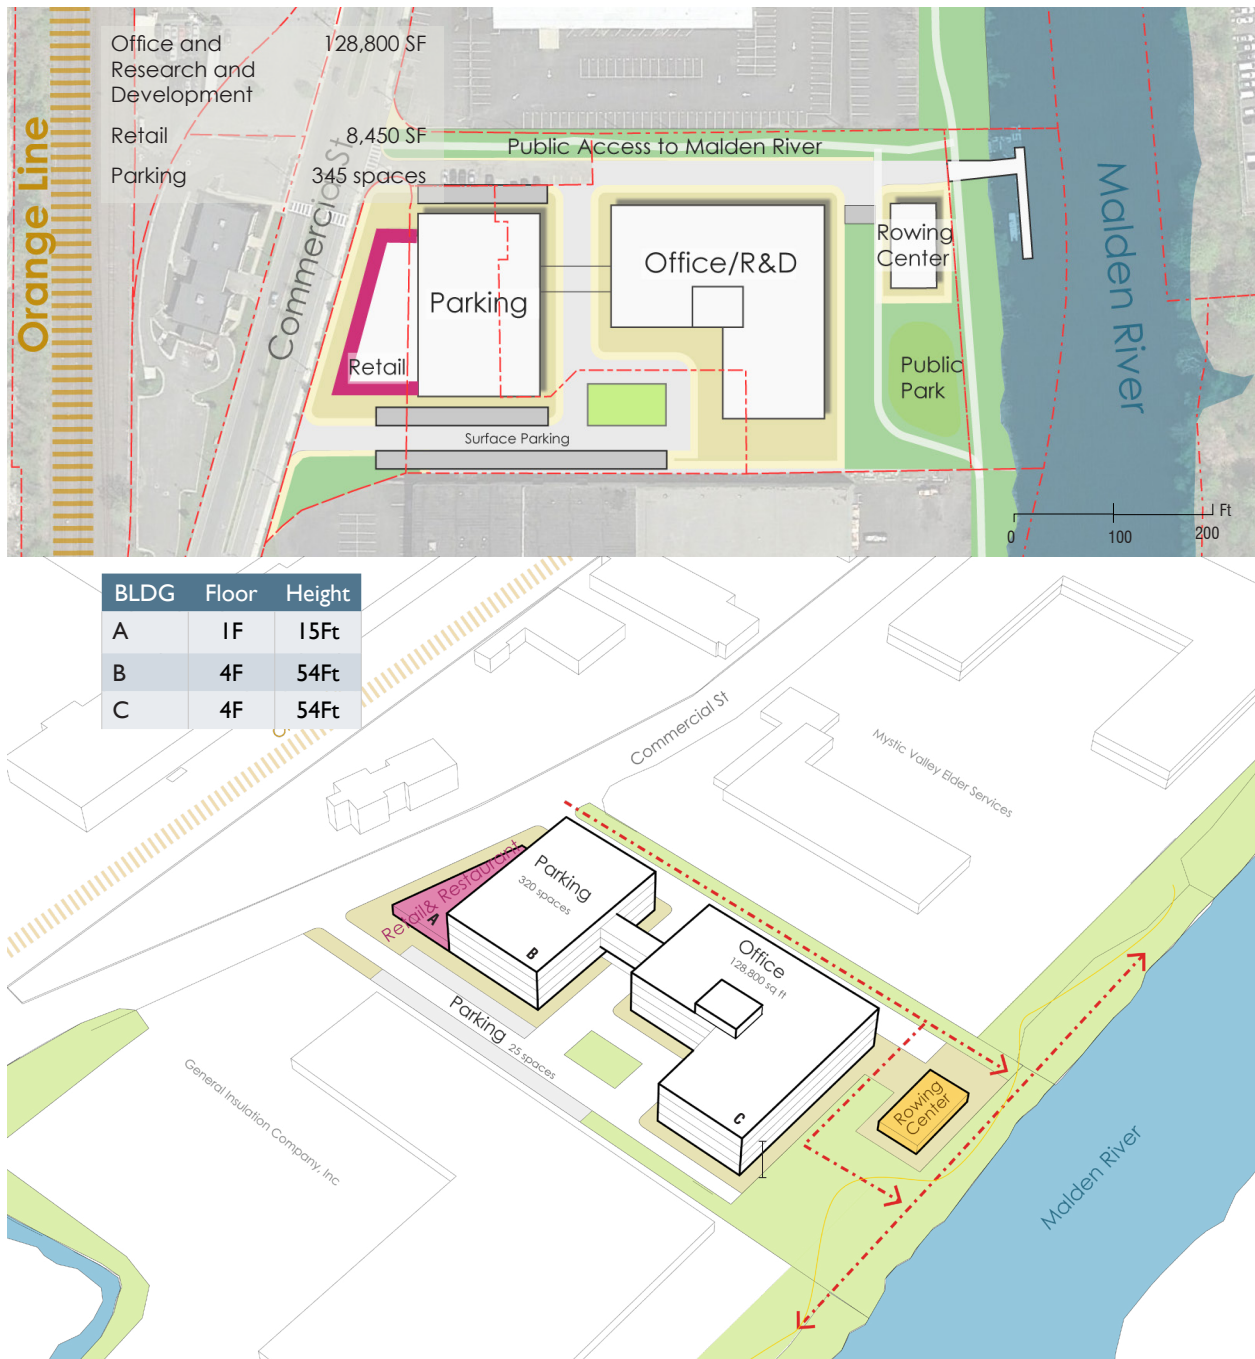 Office and 128,800 SF
Research and
Development
Retail 8,450 SF
Parking 345 spaces
Orange Line
Commercial St
Public Access to Malden River
Malden River
Rowing
Center
Office/R&D
Parking
Retail
Public
Park
Surface Parking
Ft
0 100 200
BLDG Floor Height
A 1F 15Ft
B 4F 54Ft
C 4F 54Ft
Commercial St
Mystic Valley Elder Services
Retail& Restaurant
A
Parking
320 spaces
B
Office
128,800 sq ft
C
Parking 25 spaces
General Insulation Company, Inc
Rowing
Center
Malden River